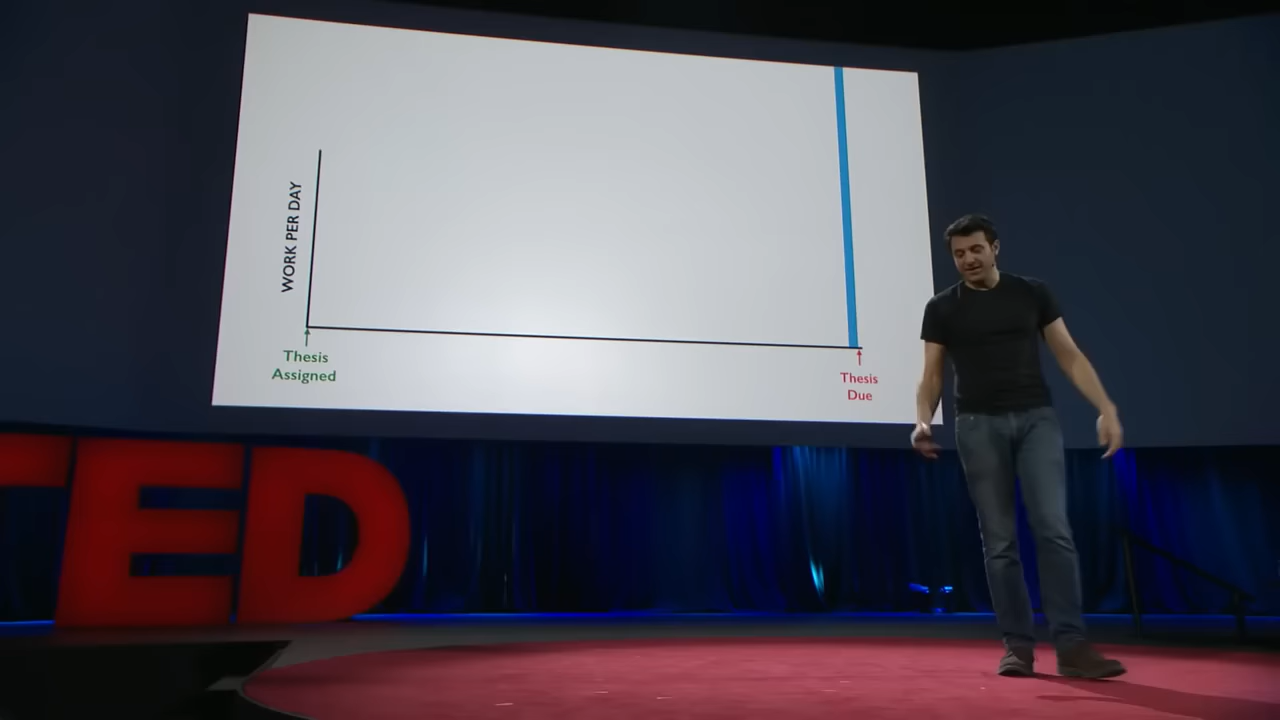 WORK PER DAY
Thesis
Assigned
Thesis
Due
TED